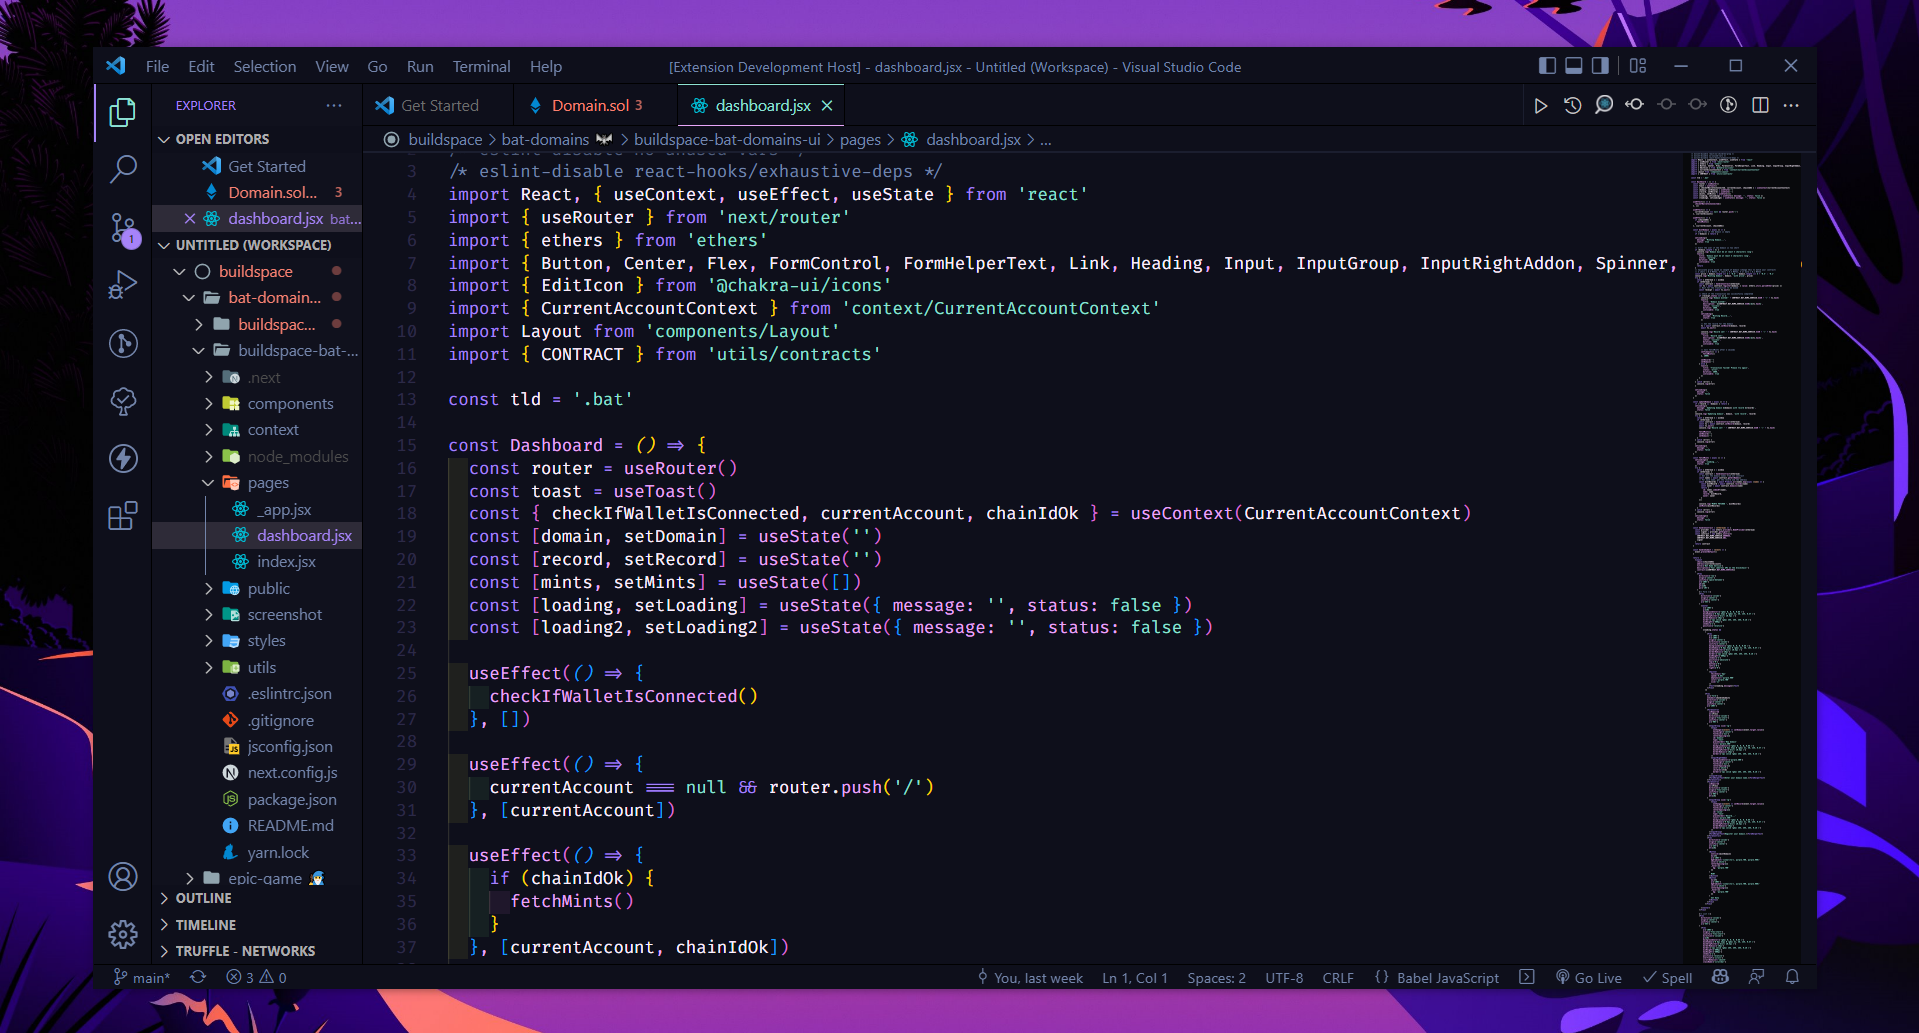 File Edit Selection View Go Run Terminal Help
[Extension Development Host] - dashboard.jsx - Untitled (Workspace) - Visual Studio Code
EXPLORER
Get Started
Domain.sol 3
dashboard.jsx
buildspace > bat-domains > buildspace-bat-domains-ui > pages > dashboard.jsx > ...
OPEN EDITORS
Get Started
Domain.sol... 3
dashboard.jsx bat...
UNTITLED (WORKSPACE)
buildspace
bat-domain...
buildspac...
buildspace-bat-...
.next
components
context
node_modules
pages
_app.jsx
dashboard.jsx
index.jsx
public
screenshot
styles
utils
.eslintrc.json
.gitignore
jsconfig.json
next.config.js
package.json
README.md
yarn.lock
epic-game
OUTLINE
TIMELINE
TRUFFLE - NETWORKS
1
3 /* eslint-disable react-hooks/exhaustive-deps */
4 import React, { useContext, useEffect, useState } from 'react'
5 import { useRouter } from 'next/router'
6 import { ethers } from 'ethers'
7 import { Button, Center, Flex, FormControl, FormHelperText, Link, Heading, Input, InputGroup, InputRightAddon, Spinner,
8 import { EditIcon } from '@chakra-ui/icons'
9 import { CurrentAccountContext } from 'context/CurrentAccountContext'
10 import Layout from 'components/Layout'
11 import { CONTRACT } from 'utils/contracts'
12
13 const tld = '.bat'
14
15 const Dashboard = () => {
16 const router = useRouter()
17 const toast = useToast()
18 const { checkIfWalletIsConnected, currentAccount, chainIdOk } = useContext(CurrentAccountContext)
19 const [domain, setDomain] = useState('')
20 const [record, setRecord] = useState('')
21 const [mints, setMints] = useState([])
22 const [loading, setLoading] = useState({ message: '', status: false })
23 const [loading2, setLoading2] = useState({ message: '', status: false })
24
25 useEffect(() => {
26 checkIfWalletIsConnected()
27 }, [])
28
29 useEffect(() => {
30 currentAccount === null && router.push('/')
31 }, [currentAccount])
32
33 useEffect(() => {
34 if (chainIdOk) {
35 fetchMints()
36 }
37 }, [currentAccount, chainIdOk])
main* 3 0
You, last week Ln 1, Col 1 Spaces: 2 UTF-8 CRLF {} Babel JavaScript Go Live Spell